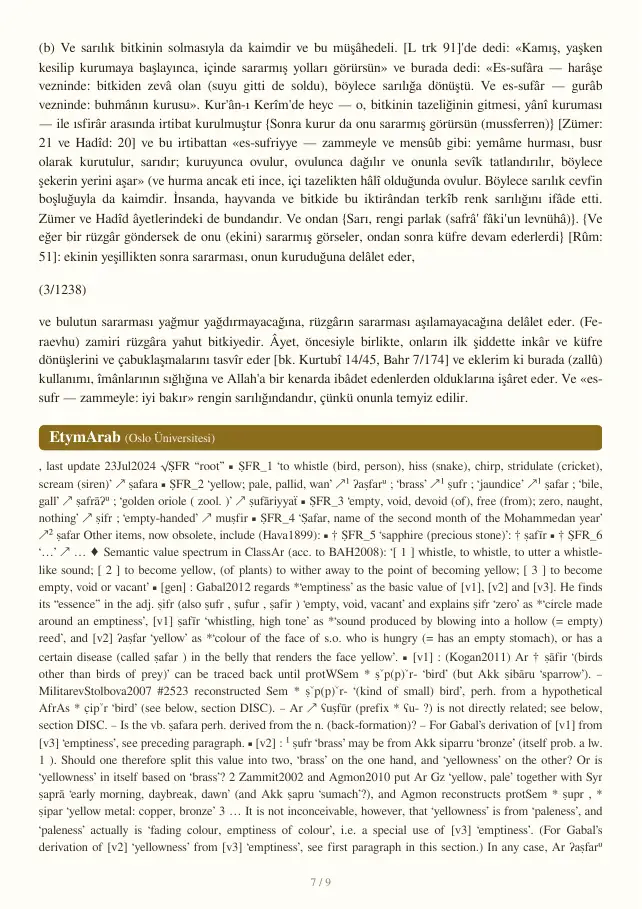 (b) Ve sarılık bitkinin solmasıyla da kaimdir ve bu müşâhedeli. [L trk 91]'de dedi: «Kamış, yaşken
kesilip kurumaya başlayınca, içinde sararmış yolları görürsün» ve burada dedi: «Es-sufâra — harâşe
vezninde: bitkiden zevâ olan (suyu gitti de soldu), böylece sarılığa dönüştü. Ve es-sufâr — gurâb
vezninde: buhmânın kurusu». Kur'ân-ı Kerîm'de heyc — o, bitkinin tazeliğinin gitmesi, yânî kuruması
— ile ısfirâr arasında irtibat kurulmuştur {Sonra kurur da onu sararmış görürsün (mussferren)} [Zümer:
21 ve Hadîd: 20] ve bu irtibattan «es-sufriyye — zammeyle ve mensûb gibi: yemâme hurması, busr
olarak kurutulur, sarıdır; kuruyunca ovulur, ovulunca dağılır ve onunla sevîk tatlandırılır, böylece
şekerin yerini aşar» (ve hurma ancak eti ince, içi tazelikten hâlî olduğunda ovulur. Böylece sarılık cevfin
boşluğuyla da kaimdir. İnsanda, hayvanda ve bitkide bu iktirândan terkîb renk sarılığını ifâde etti.
Zümer ve Hadîd âyetlerindeki de bundandır. Ve ondan {Sarı, rengi parlak (safrâ' fâki'un levnühâ)}. {Ve
eğer bir rüzgâr göndersek de onu (ekini) sararmış görseler, ondan sonra küfre devam ederlerdi} [Rûm:
51]: ekinin yeşillikten sonra sararması, onun kuruduğuna delâlet eder,
(3/1238)
ve bulutun sararması yağmur yağdırmayacağına, rüzgârın sararması aşılamayacağına delâlet eder. (Fe-
raevhu) zamiri rüzgâra yahut bitkiyedir. Âyet, öncesiyle birlikte, onların ilk şiddette inkâr ve küfre
dönüşlerini ve çabuklaşmalarını tasvîr eder [bk. Kurtubî 14/45, Bahr 7/174] ve eklerim ki burada (zallû)
kullanımı, îmânlarının sığlığına ve Allah'a bir kenarda ibâdet edenlerden olduklarına işâret eder. Ve «es-
sufr — zammeyle: iyi bakır» rengin sarılığındandır, çünkü onunla temyiz edilir.
EtymArab (Oslo Üniversitesi)
, last update 23Jul2024 √ṢFR “root” ▪ ṢFR_1 ‘to whistle (bird, person), hiss (snake), chirp, stridulate (cricket),
scream (siren)’ ↗ ṣafara ▪ ṢFR_2 ‘yellow; pale, pallid, wan’ ↗¹ ʔaṣfarᵘ ; ‘brass’ ↗¹ ṣufr ; ‘jaundice’ ↗¹ ṣafar ; ‘bile,
gall’ ↗ ṣafrāʔᵘ ; ‘golden oriole ( zool. )’ ↗ ṣufāriyyaẗ ▪ ṢFR_3 ‘empty, void, devoid (of), free (from); zero, naught,
nothing’ ↗ ṣifr ; ‘empty-handed’ ↗ muṣfir ▪ ṢFR_4 ‘Ṣafar, name of the second month of the Mohammedan year’
↗² ṣafar Other items, now obsolete, include (Hava1899): ▪ † ṢFR_5 ‘sapphire (precious stone)’: † ṣafīr ▪ † ṢFR_6
‘…’ ↗ … ♦ Semantic value spectrum in ClassAr (acc. to BAH2008): ‘[ 1 ] whistle, to whistle, to utter a whistle-
like sound; [ 2 ] to become yellow, (of plants) to wither away to the point of becoming yellow; [ 3 ] to become
empty, void or vacant’ ▪ [gen] : Gabal2012 regards *‘emptiness’ as the basic value of [v1], [v2] and [v3]. He finds
its “essence” in the adj. ṣifr (also ṣufr , ṣufur , ṣafir ) ‘empty, void, vacant’ and explains ṣifr ‘zero’ as *‘circle made
around an emptiness’, [v1] ṣafīr ‘whistling, high tone’ as *‘sound produced by blowing into a hollow (= empty)
reed’, and [v2] ʔaṣfar ‘yellow’ as *‘colour of the face of s.o. who is hungry (= has an empty stomach), or has a
certain disease (called ṣafar ) in the belly that renders the face yellow’. ▪ [v1] : (Kogan2011) Ar † ṣāfir ‘(birds
other than birds of prey)’ can be traced back until protWSem * ṣ˅p(p)˅r- ‘bird’ (but Akk ṣibāru ‘sparrow’). –
MilitarevStolbova2007 #2523 reconstructed Sem * ṣ˅p(p)˅r- ‘(kind of small) bird’, perh. from a hypothetical
AfrAs * c̣ip˅r ‘bird’ (see below, section DISC). – Ar ↗ ʕuṣfūr (prefix * ʕu- ?) is not directly related; see below,
section DISC. – Is the vb. ṣafara perh. derived from the n. (back-formation)? – For Gabal’s derivation of [v1] from
[v3] ‘emptiness’, see preceding paragraph. ▪ [v2] : ¹ ṣufr ‘brass’ may be from Akk siparru ‘bronze’ (itself prob. a lw.
1 ). Should one therefore split this value into two, ‘brass’ on the one hand, and ‘yellowness’ on the other? Or is
‘yellowness’ in itself based on ‘brass’? 2 Zammit2002 and Agmon2010 put Ar Gz ‘yellow, pale’ together with Syr
ṣaprā ‘early morning, daybreak, dawn’ (and Akk ṣapru ‘sumach’?), and Agmon reconstructs protSem * ṣupr , *
ṣipar ‘yellow metal: copper, bronze’ 3 … It is not inconceivable, however, that ‘yellowness’ is from ‘paleness’, and
‘paleness’ actually is ‘fading colour, emptiness of colour’, i.e. a special use of [v3] ‘emptiness’. (For Gabal’s
derivation of [v2] ‘yellowness’ from [v3] ‘emptiness’, see first paragraph in this section.) In any case, Ar ʔaṣfarᵘ
7 / 9